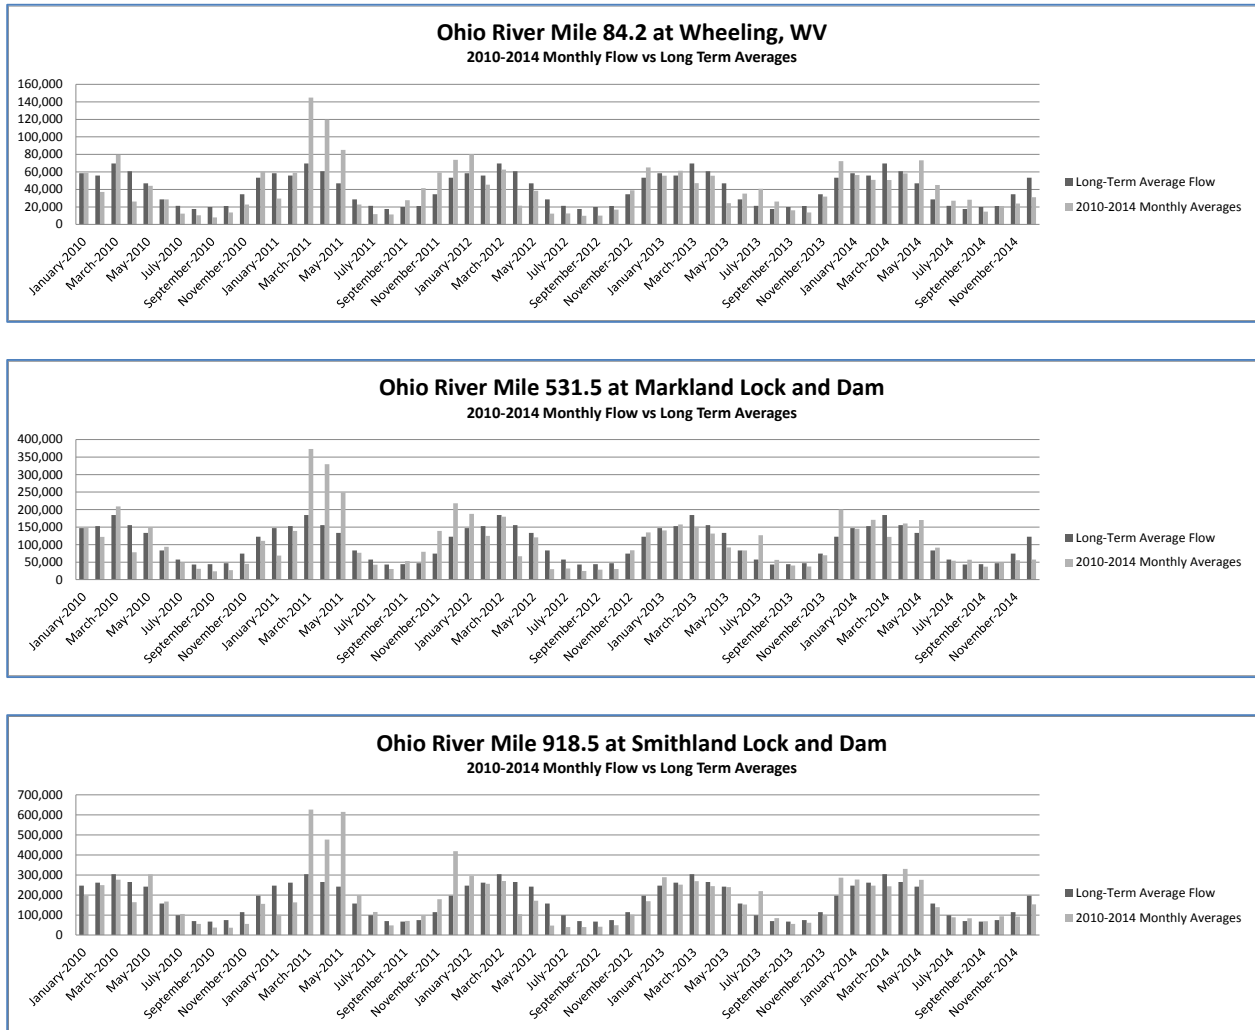 Ohio River Mile 84.2 at Wheeling, WV
2010-2014 Monthly Flow vs Long Term Averages
160,000
140,000
120,000
100,000
80,000
60,000
40,000
20,000
0
January-2010
March-2010
May-2010
July-2010
September-2010
November-2010
January-2011
March-2011
May-2011
July-2011
September-2011
November-2011
January-2012
March-2012
May-2012
July-2012
September-2012
November-2012
January-2013
March-2013
May-2013
July-2013
September-2013
November-2013
January-2014
March-2014
May-2014
July-2014
September-2014
November-2014
Long-Term Average Flow
2010-2014 Monthly Averages
Ohio River Mile 531.5 at Markland Lock and Dam
2010-2014 Monthly Flow vs Long Term Averages
400,000
350,000
300,000
250,000
200,000
150,000
100,000
50,000
0
January-2010
March-2010
May-2010
July-2010
September-2010
November-2010
January-2011
March-2011
May-2011
July-2011
September-2011
November-2011
January-2012
March-2012
May-2012
July-2012
September-2012
November-2012
January-2013
March-2013
May-2013
July-2013
September-2013
November-2013
January-2014
March-2014
May-2014
July-2014
September-2014
November-2014
Long-Term Average Flow
2010-2014 Monthly Averages
Ohio River Mile 918.5 at Smithland Lock and Dam
2010-2014 Monthly Flow vs Long Term Averages
700,000
600,000
500,000
400,000
300,000
200,000
100,000
0
January-2010
March-2010
May-2010
July-2010
September-2010
November-2010
January-2011
March-2011
May-2011
July-2011
September-2011
November-2011
January-2012
March-2012
May-2012
July-2012
September-2012
November-2012
January-2013
March-2013
May-2013
July-2013
September-2013
November-2013
January-2014
March-2014
May-2014
July-2014
September-2014
November-2014
Long-Term Average Flow
2010-2014 Monthly Averages